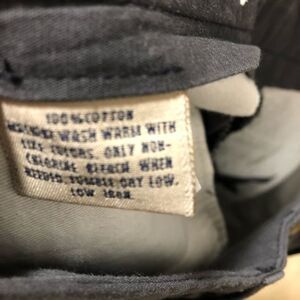 100% COTTON
MACHINE WASH WARM WITH
LIKE COLORS. ONLY NON-
CHLORINE BLEACH WHEN
NEEDED. TUMBLE DRY LOW.
LOW IRON.